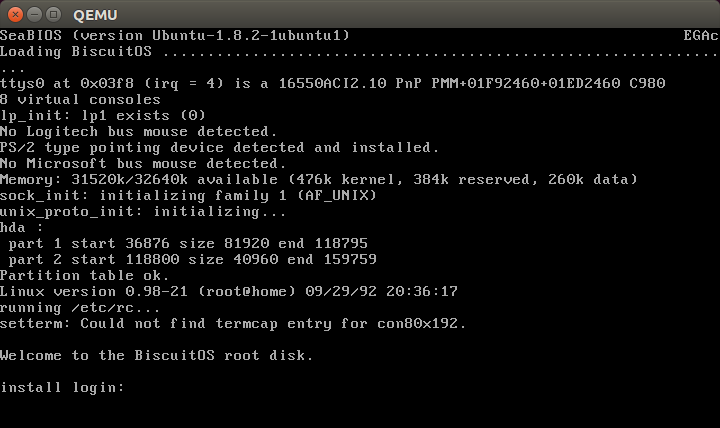 QEMU
SeaBIOS (version Ubuntu-1.8.2-1ubuntu1) EGAc
Loading BiscuitOS ..............................................................
...
ttys0 at 0x03f8 (irq = 4) is a 16550ACI2.10 PnP PMM+01F92460+01ED2460 C980
8 virtual consoles
lp_init: lp1 exists (0)
No Logitech bus mouse detected.
PS/2 type pointing device detected and installed.
No Microsoft bus mouse detected.
Memory: 31520k/32640k available (476k kernel, 384k reserved, 260k data)
sock_init: initializing family 1 (AF_UNIX)
unix_proto_init: initializing...
hda :
 part 1 start 36876 size 81920 end 118795
 part 2 start 118800 size 40960 end 159759
Partition table ok.
Linux version 0.98-21 (root@home) 09/29/92 20:36:17
running /etc/rc...
setterm: Could not find termcap entry for con80x192.
Welcome to the BiscuitOS root disk.
install login: